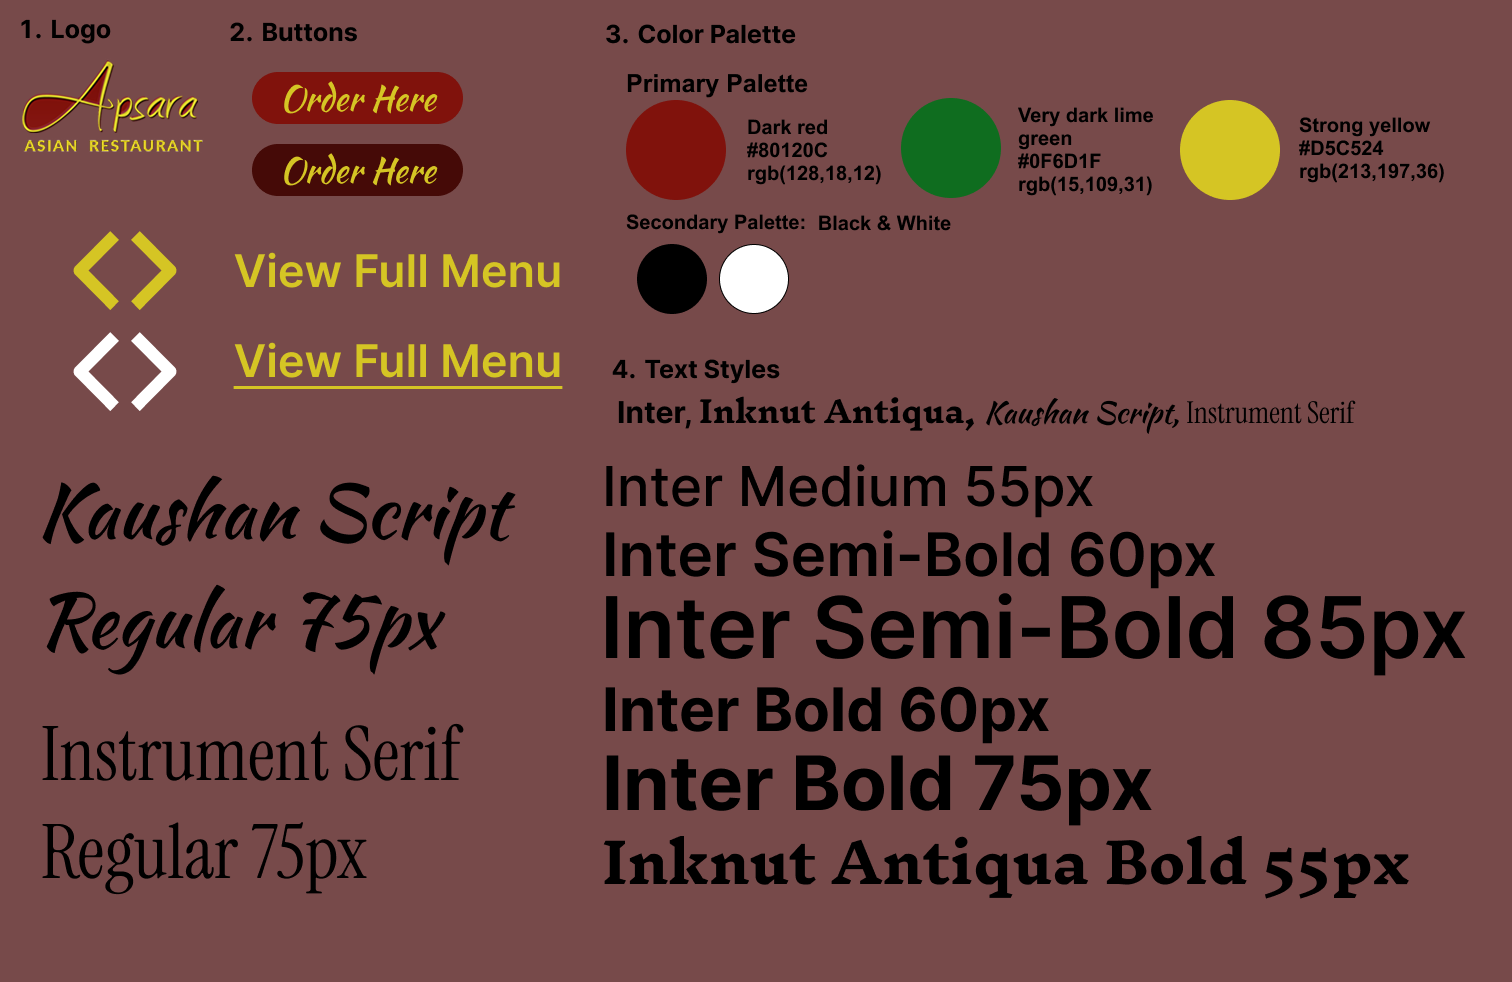 1. Logo
Apsara
ASIAN RESTAURANT
2. Buttons
Order Here
Order Here
View Full Menu
View Full Menu
3. Color Palette
Primary Palette
Dark red
#80120C
rgb(128,18,12)
Very dark lime
green
#0F6D1F
rgb(15,109,31)
Strong yellow
#D5C524
rgb(213,197,36)
Secondary Palette: Black & White
4. Text Styles
Inter, Inknut Antiqua, Kaushan Script, Instrument Serif
Kaushan Script
Regular 75px
Instrument Serif
Regular 75px
Inter Medium 55px
Inter Semi-Bold 60px
Inter Semi-Bold 85px
Inter Bold 60px
Inter Bold 75px
Inknut Antiqua Bold 55px